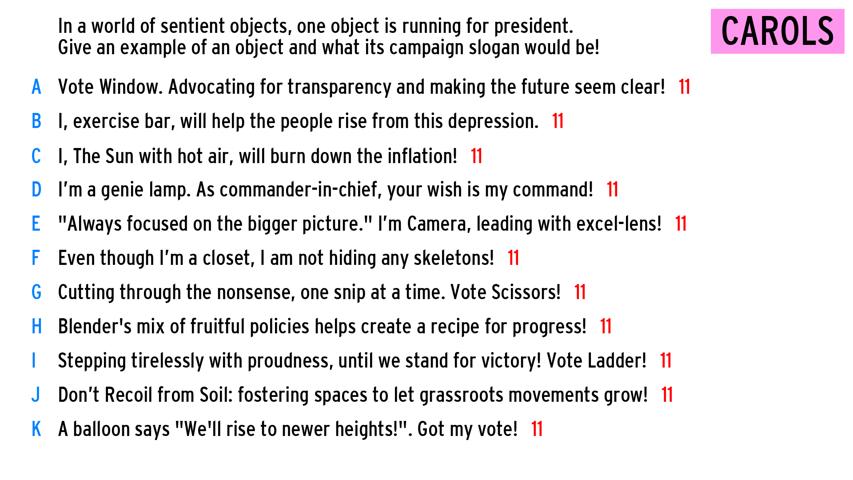 In a world of sentient objects, one object is running for president.
Give an example of an object and what its campaign slogan would be!
CAROLS
A Vote Window. Advocating for transparency and making the future seem clear! 11
B I, exercise bar, will help the people rise from this depression. 11
C I, The Sun with hot air, will burn down the inflation! 11
D I'm a genie lamp. As commander-in-chief, your wish is my command! 11
E "Always focused on the bigger picture." I'm Camera, leading with excel-lens! 11
F Even though I'm a closet, I am not hiding any skeletons! 11
G Cutting through the nonsense, one snip at a time. Vote Scissors! 11
H Blender's mix of fruitful policies helps create a recipe for progress! 11
I Stepping tirelessly with proudness, until we stand for victory! Vote Ladder! 11
J Don't Recoil from Soil: fostering spaces to let grassroots movements grow! 11
K A balloon says "We'll rise to newer heights!". Got my vote! 11